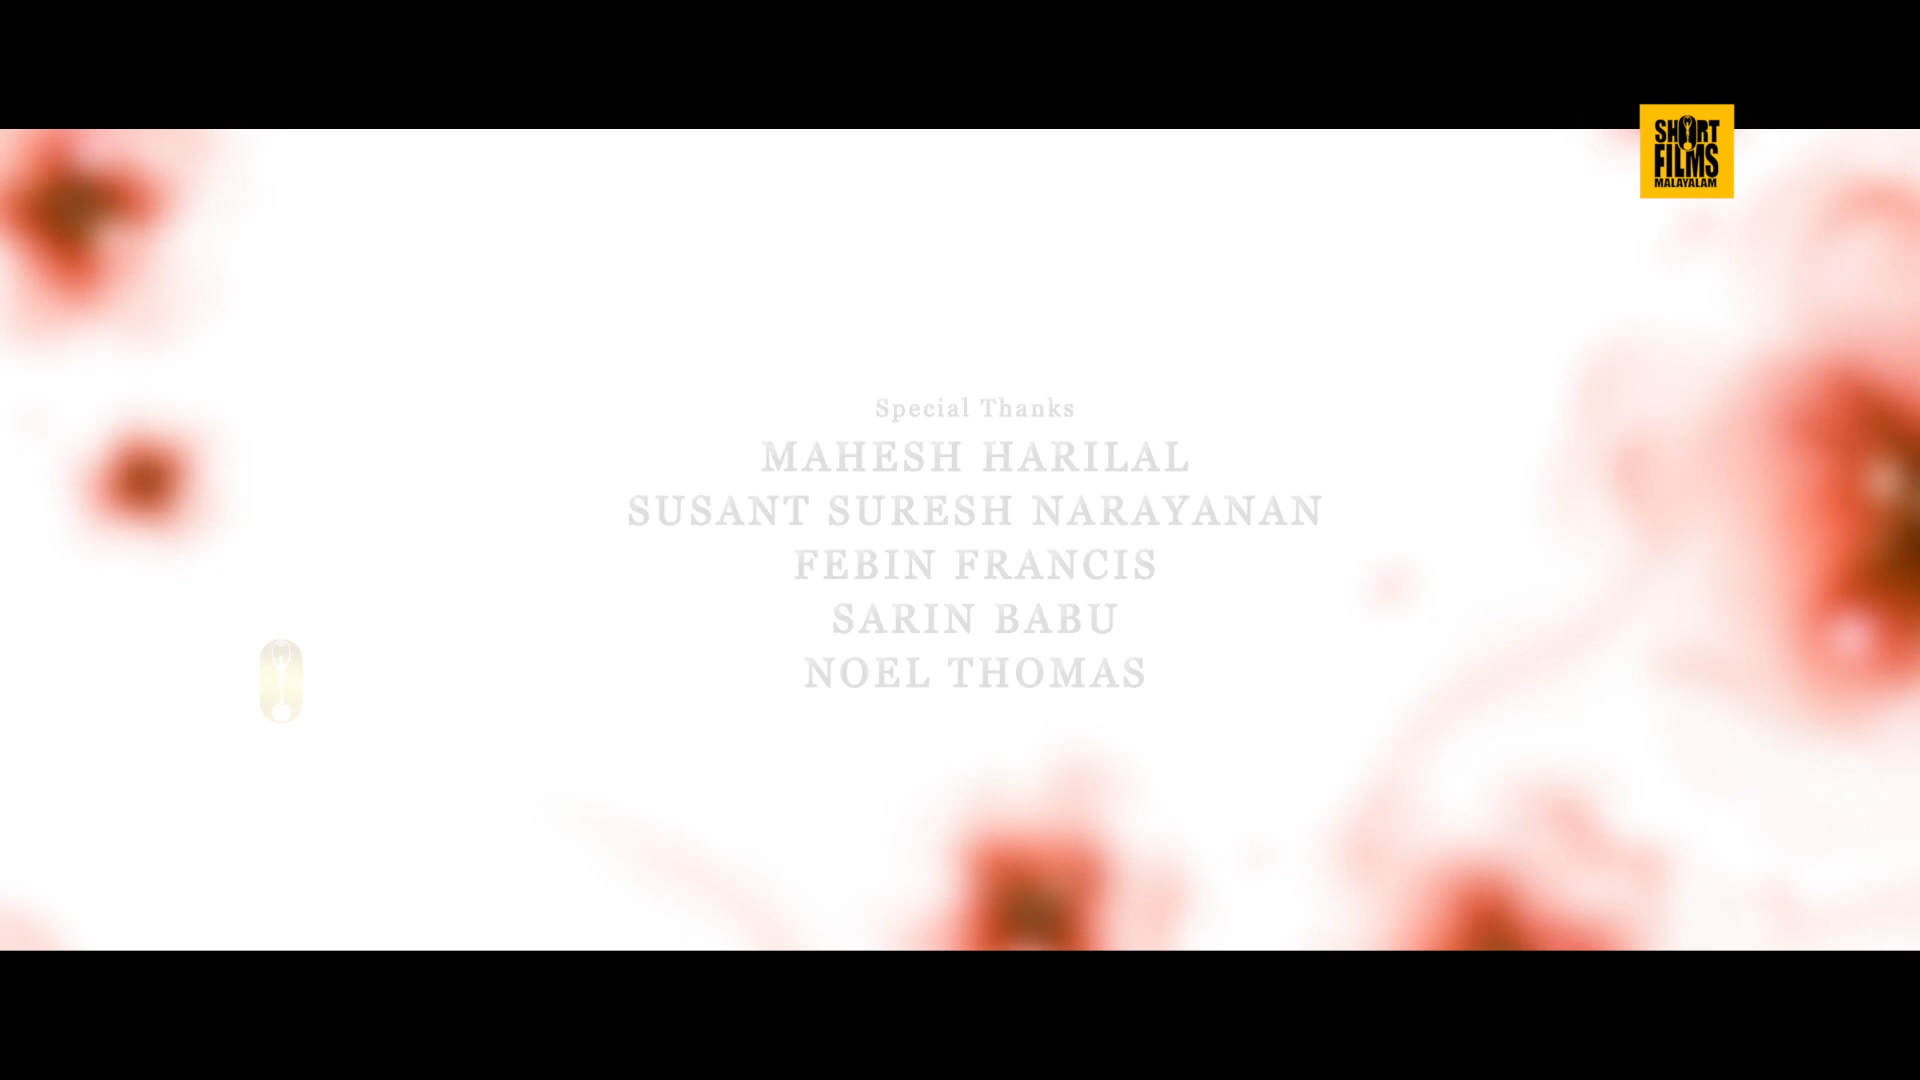 SHORT
FILMS
MALAYALAM
Special Thanks
MAHESH HARILAL
SUSANT SURESH NARAYANAN
FEBIN FRANCIS
SARIN BABU
NOEL THOMAS